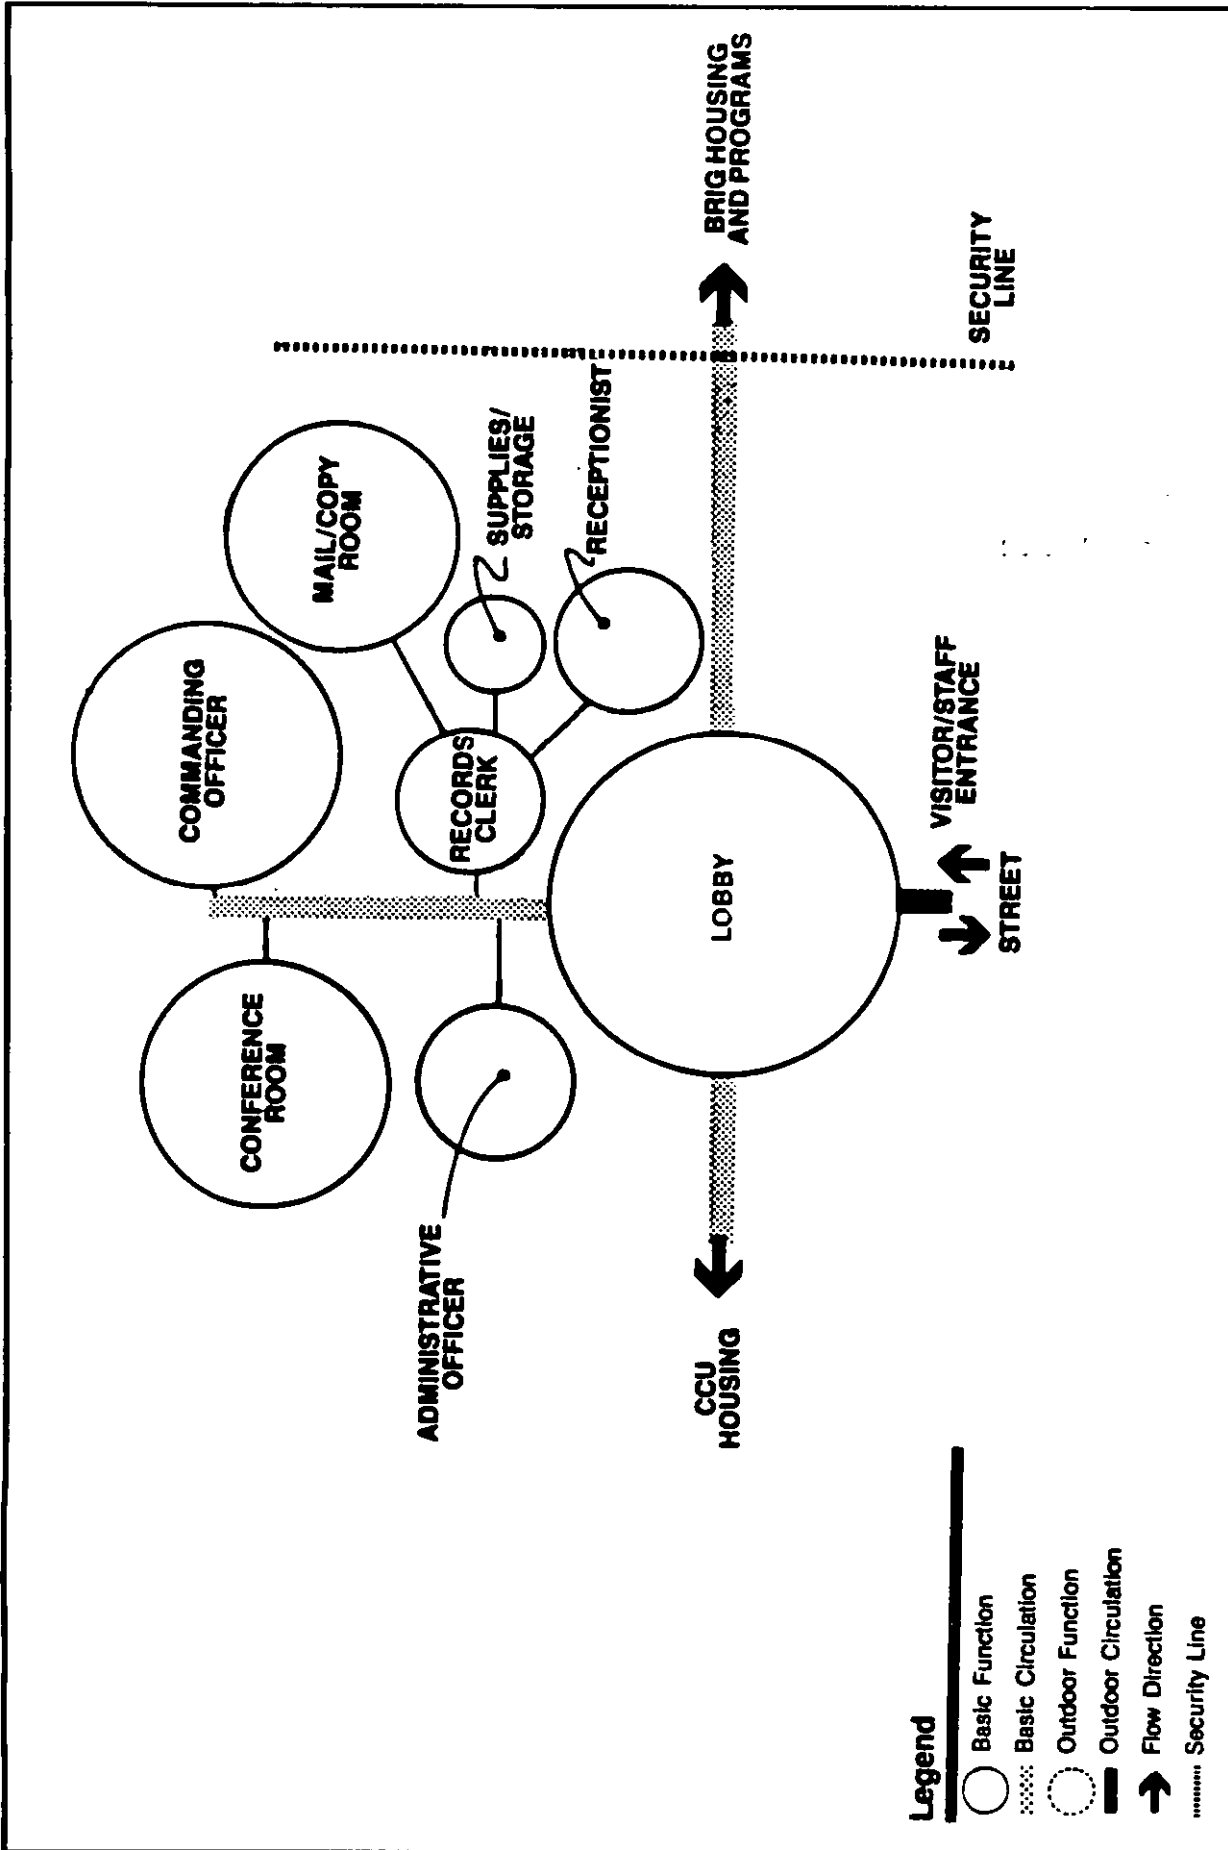 COMMANDING
OFFICER
CONFERENCE
ROOM
MAIL/COPY
ROOM
ADMINISTRATIVE
OFFICER
RECORDS
CLERK
SUPPLIES/
STORAGE
RECEPTIONIST
CCU
HOUSING
LOBBY
BRIG HOUSING
AND PROGRAMS
STREET
VISITOR/STAFF
ENTRANCE
SECURITY
LINE
Legend
Basic Function
Basic Circulation
Outdoor Function
Outdoor Circulation
Flow Direction
Security Line